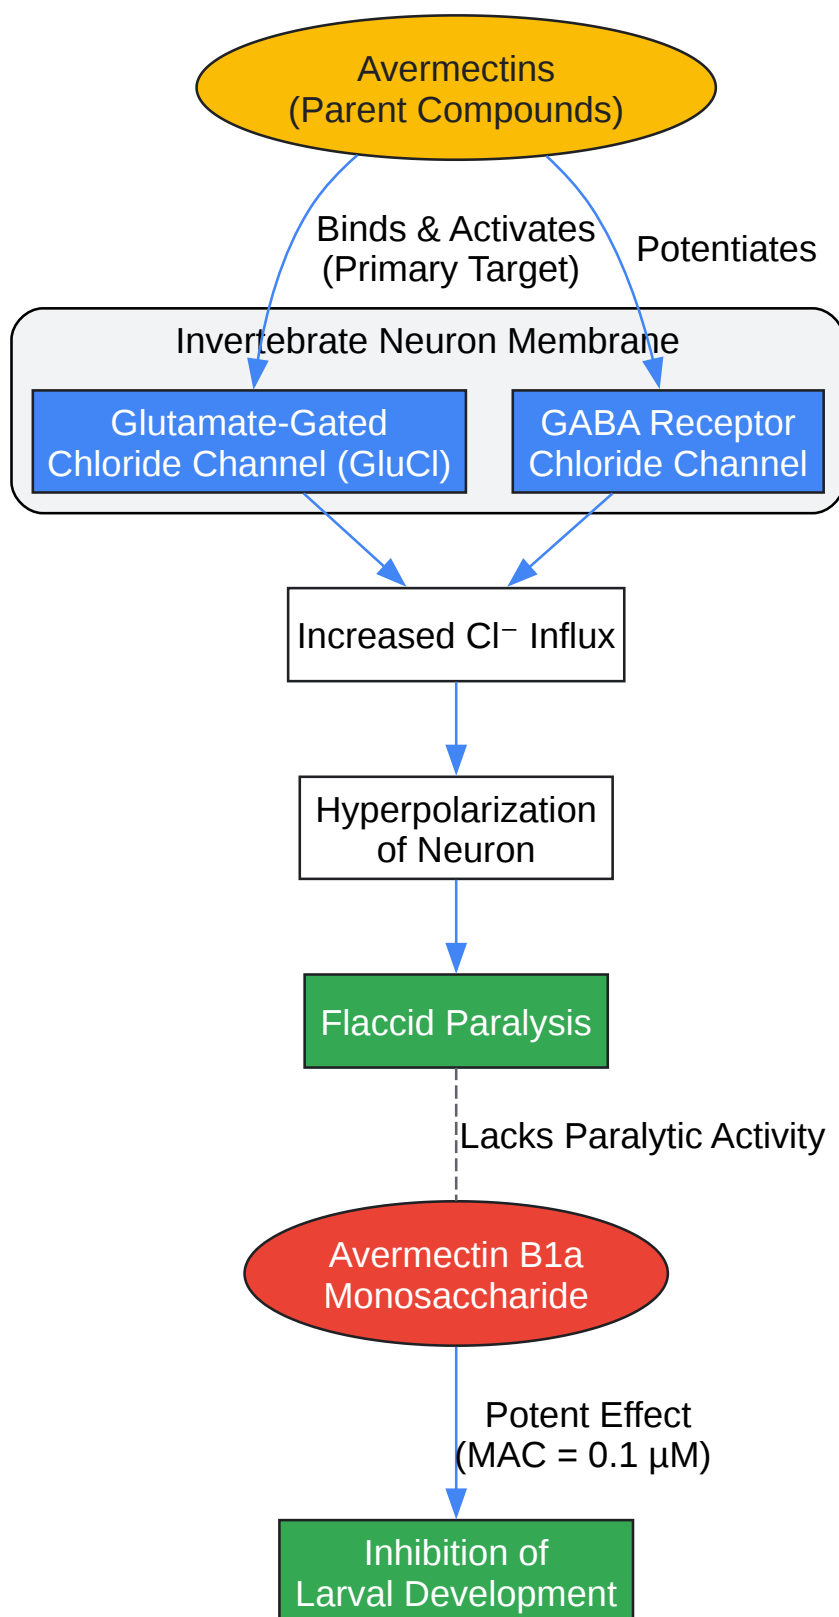 Avermectins
(Parent Compounds)
Binds & Activates
(Primary Target)
Potentiates
Invertebrate Neuron Membrane
Glutamate-Gated
Chloride Channel (GluCl)
GABA Receptor
Chloride Channel
Increased Cl⁻ Influx
Hyperpolarization
of Neuron
Flaccid Paralysis
Lacks Paralytic Activity
Avermectin B1a
Monosaccharide
Potent Effect
(MAC = 0.1 µM)
Inhibition of
Larval Development